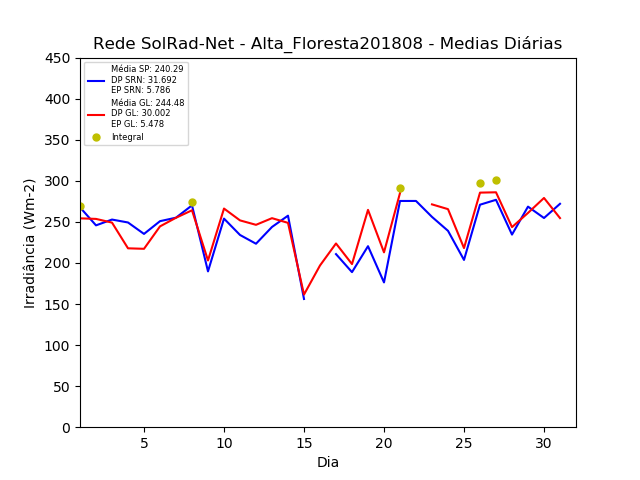 Rede SolRad-Net - Alta_Floresta201808 - Medias Diárias
Média SP: 240.29
DP SRN: 31.692
EP SRN: 5.786
Média GL: 244.48
DP GL: 30.002
EP GL: 5.478
Integral
450
400
350
300
250
200
150
100
50
0
Irradiância (Wm-2)
5 10 15 20 25 30
Dia